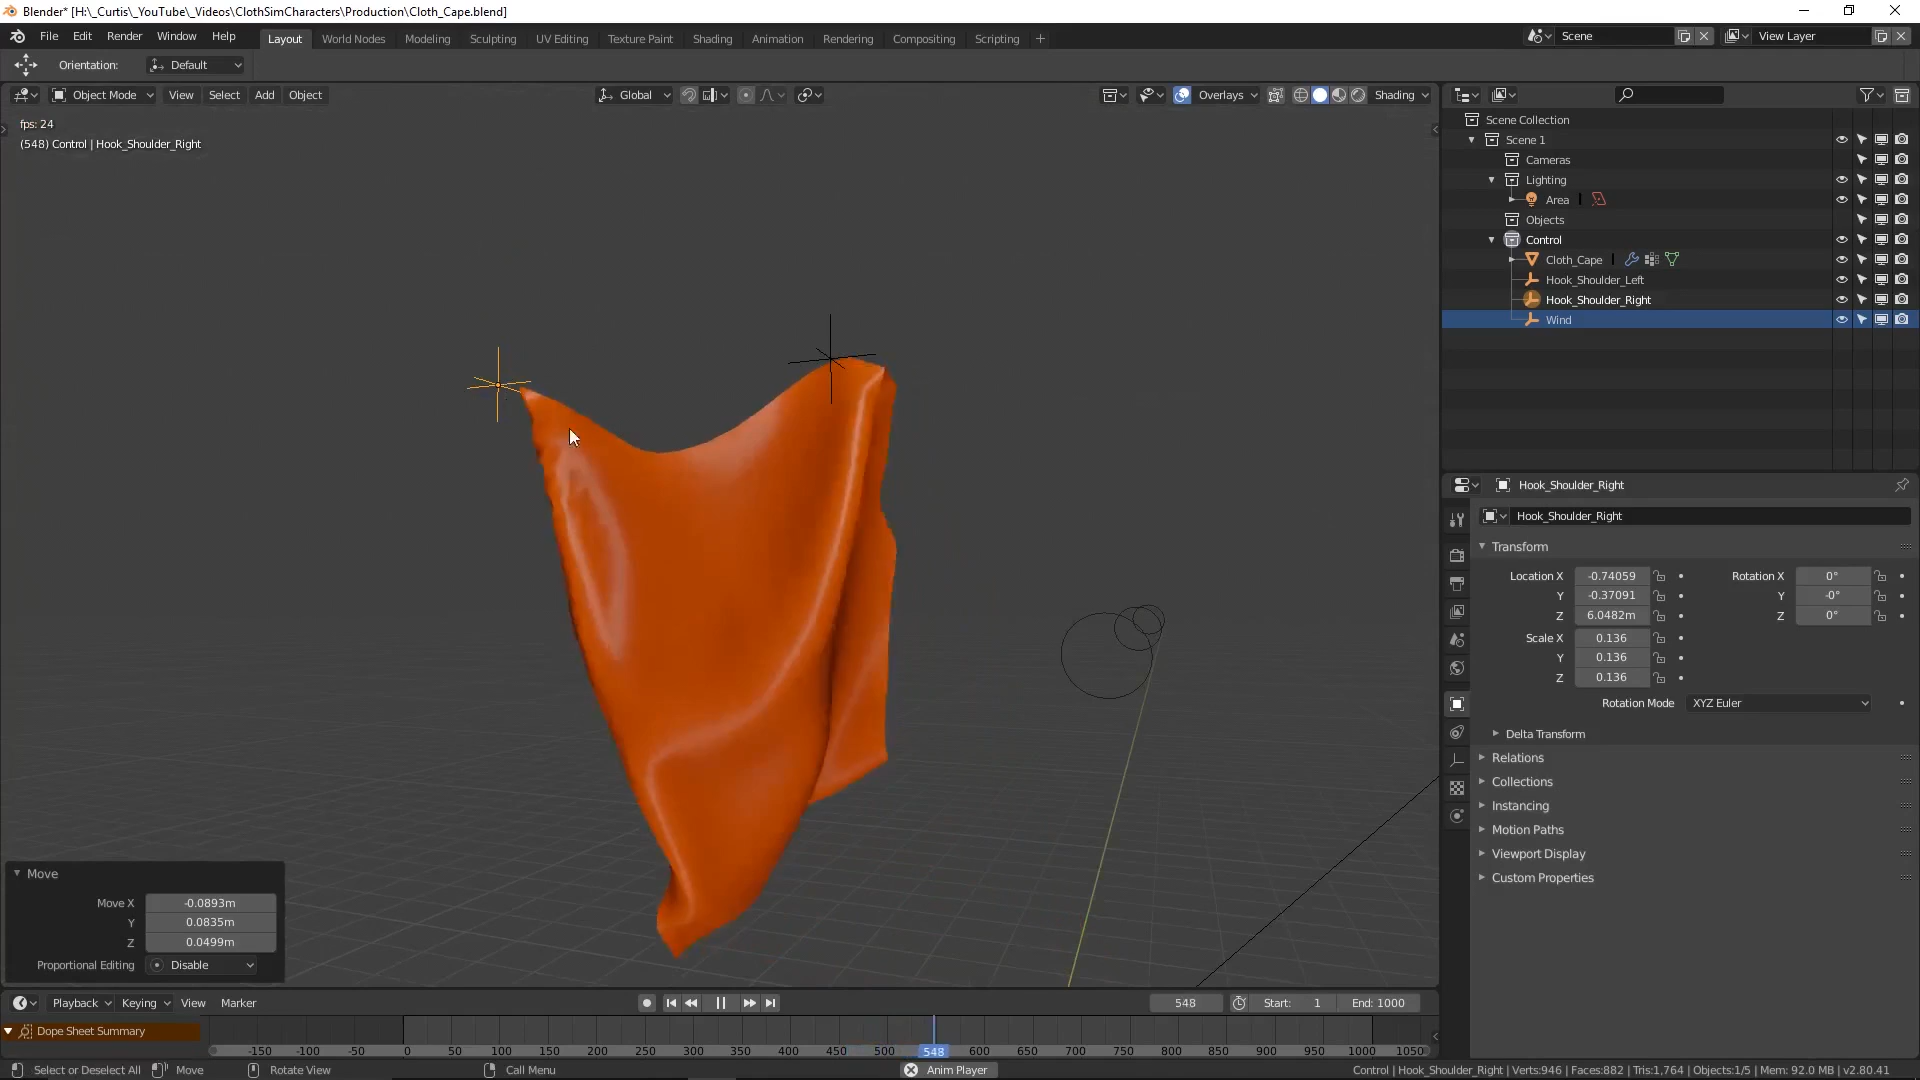 Blender* [H:\_Curtis\_YouTube\_Videos\ClothSimCharacters\Production\Cloth_Cape.blend]
File Edit Render Window Help Layout World Nodes Modeling Sculpting UV Editing Texture Paint Shading Animation Rendering Compositing Scripting + Scene View Layer
Orientation: Default
Object Mode View Select Add Object Global Overlays Shading
fps: 24
(548) Control | Hook_Shoulder_Right
Scene Collection
Scene 1
Cameras
Lighting
Area
Objects
Control
Cloth_Cape
Hook_Shoulder_Left
Hook_Shoulder_Right
Wind
Hook_Shoulder_Right
Hook_Shoulder_Right
Transform
Location X -0.74059 Rotation X 0°
Y -0.37091 Y -0°
Z 6.0482m Z 0°
Scale X 0.136
Y 0.136
Z 0.136
Rotation Mode XYZ Euler
Delta Transform
Relations
Collections
Instancing
Motion Paths
Viewport Display
Custom Properties
Move
Move X -0.0893m
Y 0.0835m
Z 0.0499m
Proportional Editing Disable
Playback Keying View Marker 548 Start: 1 End: 1000
Dope Sheet Summary
-150 -100 -50 0 50 100 150 200 250 300 350 400 450 500 548 600 650 700 750 800 850 900 950 1000 1050
Select or Deselect All Move Rotate View Call Menu Anim Player Control | Hook_Shoulder_Right | Verts:946 | Faces:882 | Tris:1,764 | Objects:1/5 | Mem: 92.0 MB | v2.80.41